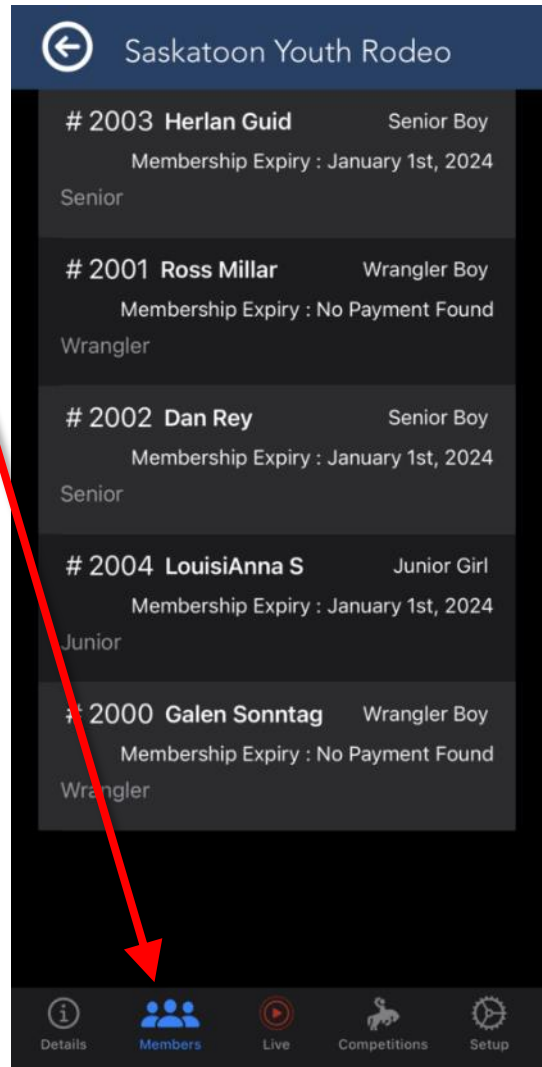 Saskatoon Youth Rodeo
# 2003 Herlan Guid Senior Boy
Membership Expiry : January 1st, 2024
Senior
# 2001 Ross Millar Wrangler Boy
Membership Expiry : No Payment Found
Wrangler
# 2002 Dan Rey Senior Boy
Membership Expiry : January 1st, 2024
Senior
# 2004 LouisiAnna S Junior Girl
Membership Expiry : January 1st, 2024
Junior
# 2000 Galen Sonntag Wrangler Boy
Membership Expiry : No Payment Found
Wrangler
Details Members Live Competitions Setup